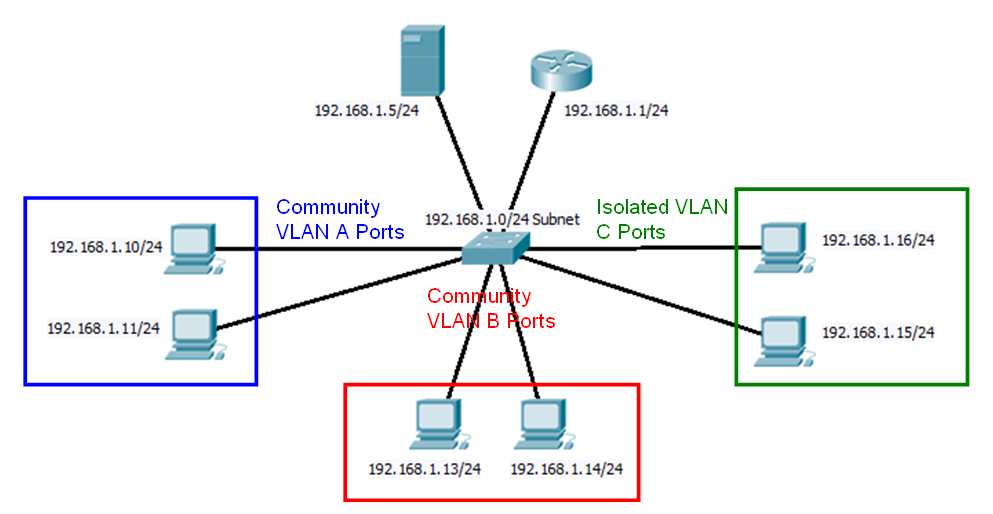 192.168.1.5/24
192.168.1.1/24
Community
VLAN A Ports
192.168.1.0/24 Subnet
Isolated VLAN
C Ports
192.168.1.10/24
192.168.1.16/24
192.168.1.11/24
Community
VLAN B Ports
192.168.1.15/24
192.168.1.13/24
192.168.1.14/24